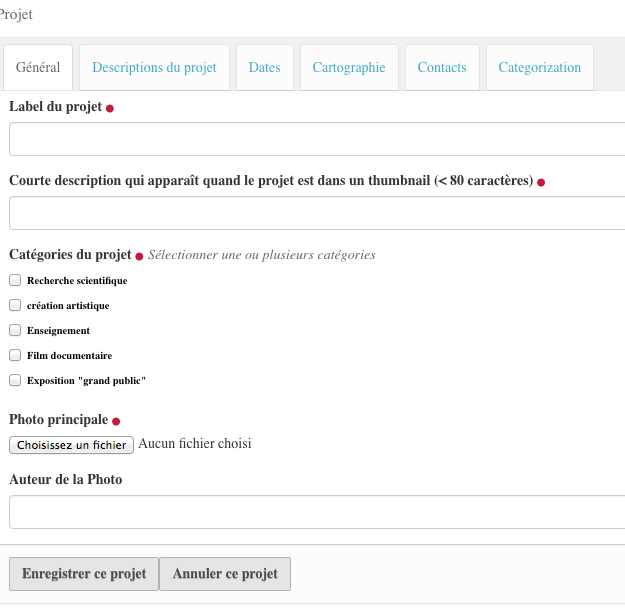 Projet
Général Descriptions du projet Dates Cartographie Contacts Categorization
Label du projet
Courte description qui apparaît quand le projet est dans un thumbnail (< 80 caractères)
Catégories du projet Sélectionner une ou plusieurs catégories
Recherche scientifique
création artistique
Enseignement
Film documentaire
Exposition "grand public"
Photo principale
Choisissez un fichier Aucun fichier choisi
Auteur de la Photo
Enregistrer ce projet Annuler ce projet